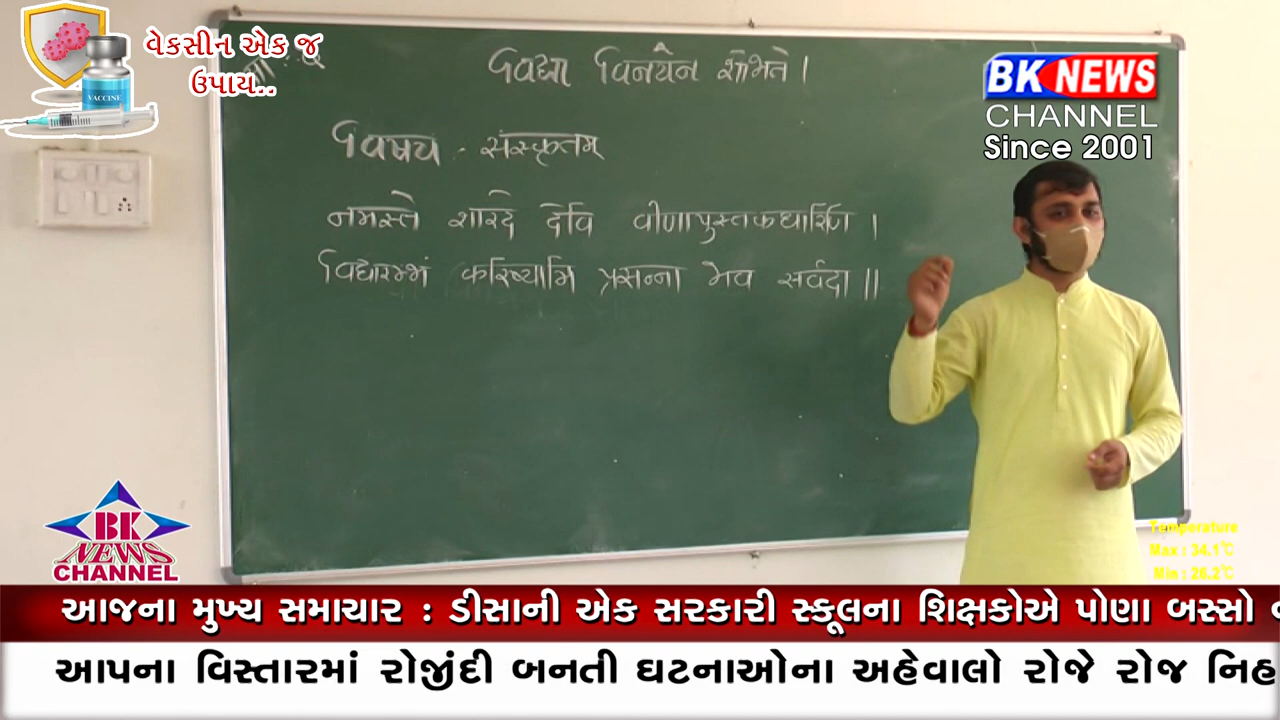 વેકસીન એક જ
ઉપાય..
VACCINE
विद्या विनयेन शोभते।
BK NEWS
CHANNEL
Since 2001
विषय - संस्कृतम्
नमस्ते शारदे देवि वीणापुस्तकधारिणि ।
विद्यारम्भं करिष्यामि प्रसन्ना भव सर्वदा ॥
BK
NEWS
CHANNEL
Temperature
Max : 34.1℃
Min : 26.2℃
આજના મુખ્ય સમાચાર : ડીસાની એક સરકારી સ્કૂલના શિક્ષકોએ પોણા બસ્સો
આપના વિસ્તારમાં રોજીંદી બનતી ઘટનાઓના અહેવાલો રોજે રોજ નિહ